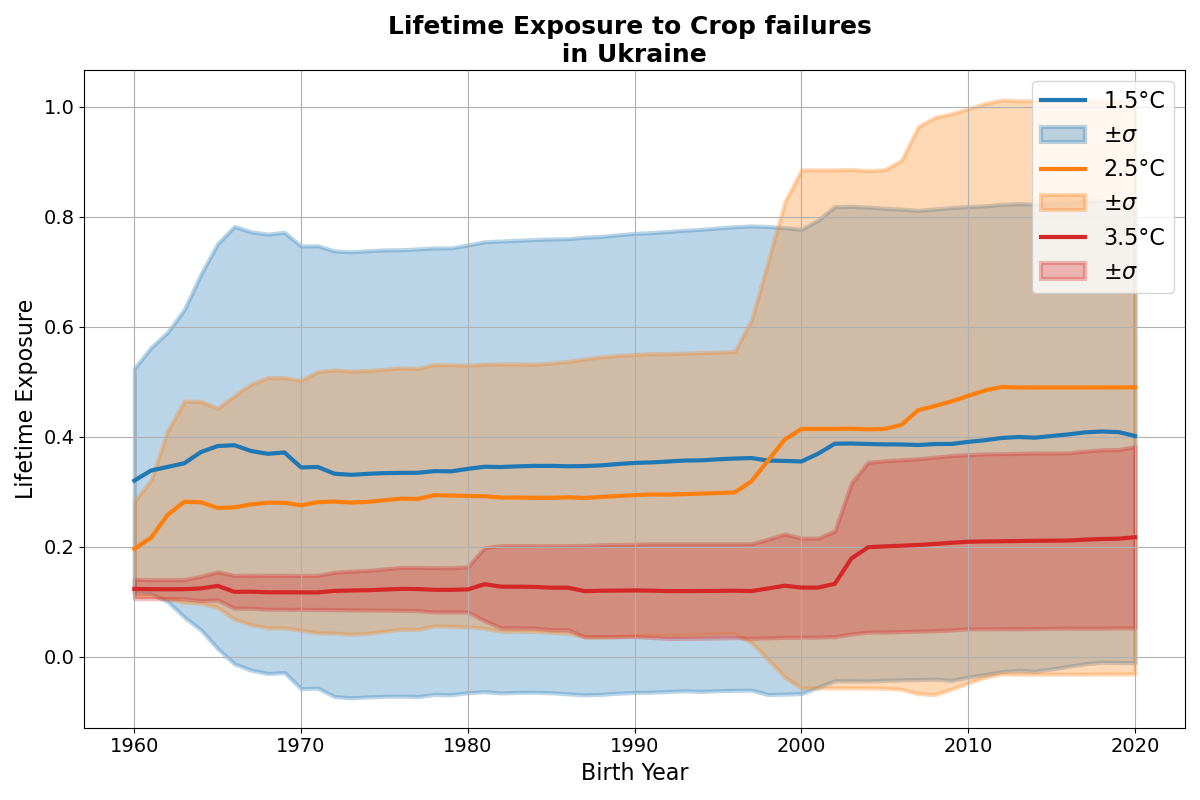 Lifetime Exposure to Crop failures
in Ukraine
1.0
0.8
0.6
0.4
0.2
0.0
Lifetime Exposure
1.5°C
±σ
2.5°C
±σ
3.5°C
±σ
1960 1970 1980 1990 2000 2010 2020
Birth Year